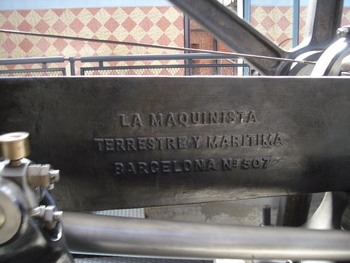 LA MAQUINISTA
TERRESTRE Y MARITIMA
BARCELONA Nº 507